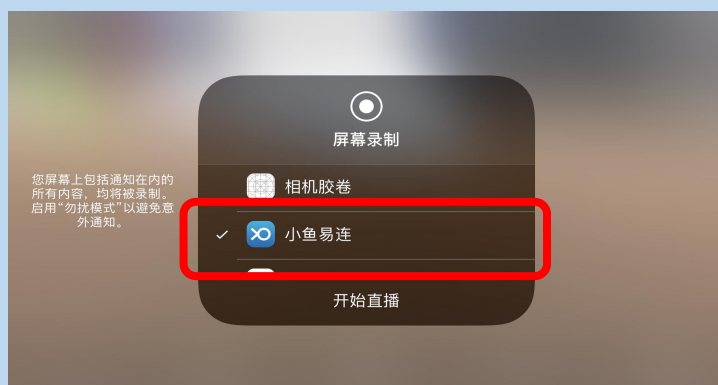 屏幕录制
您屏幕上包括通知在内的
所有内容，均将被录制。
启用“勿扰模式”以避免意
外通知。
相机胶卷
小鱼易连
开始直播